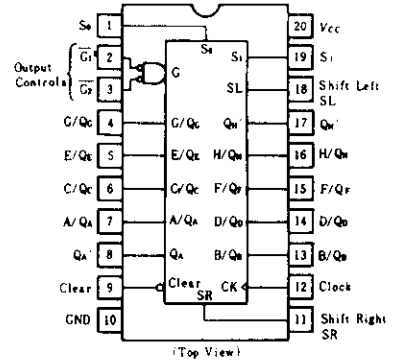 S₀ 1 S₀ 20 Vcc
Output Controls
G̅₁ 2 G S₁ 19 S₁
G̅₂ 3 SL 18 Shift Left SL
G/QG 4 G/QG QH' 17 QH'
E/QE 5 E/QE H/QH 16 H/QH
C/QC 6 C/QC F/QF 15 F/QF
A/QA 7 A/QA D/QD 14 D/QD
QA' 8 QA B/QB 13 B/QB
Clear 9 Clear CK 12 Clock
GND 10 SR 11 Shift Right SR
(Top View)